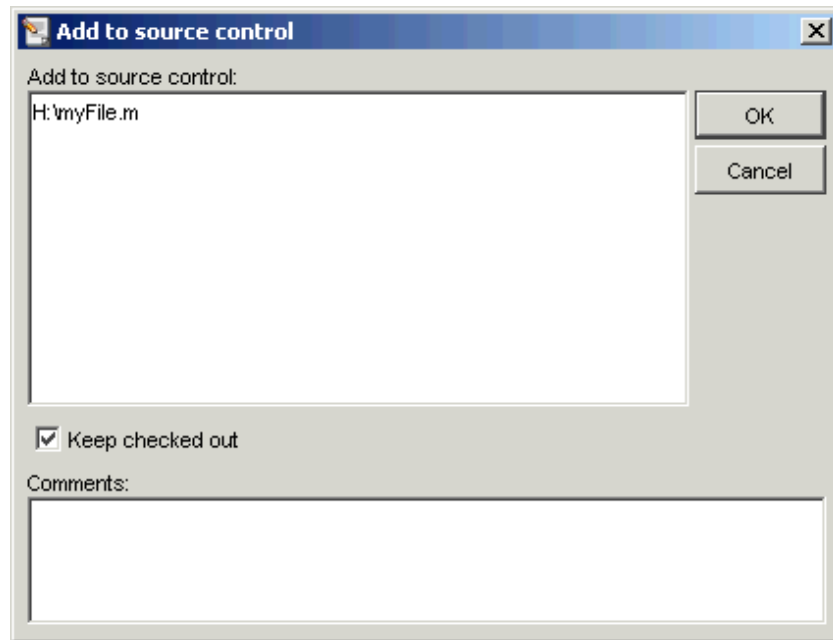 Add to source control
Add to source control:
H:\myFile.m
OK
Cancel
Keep checked out
Comments: